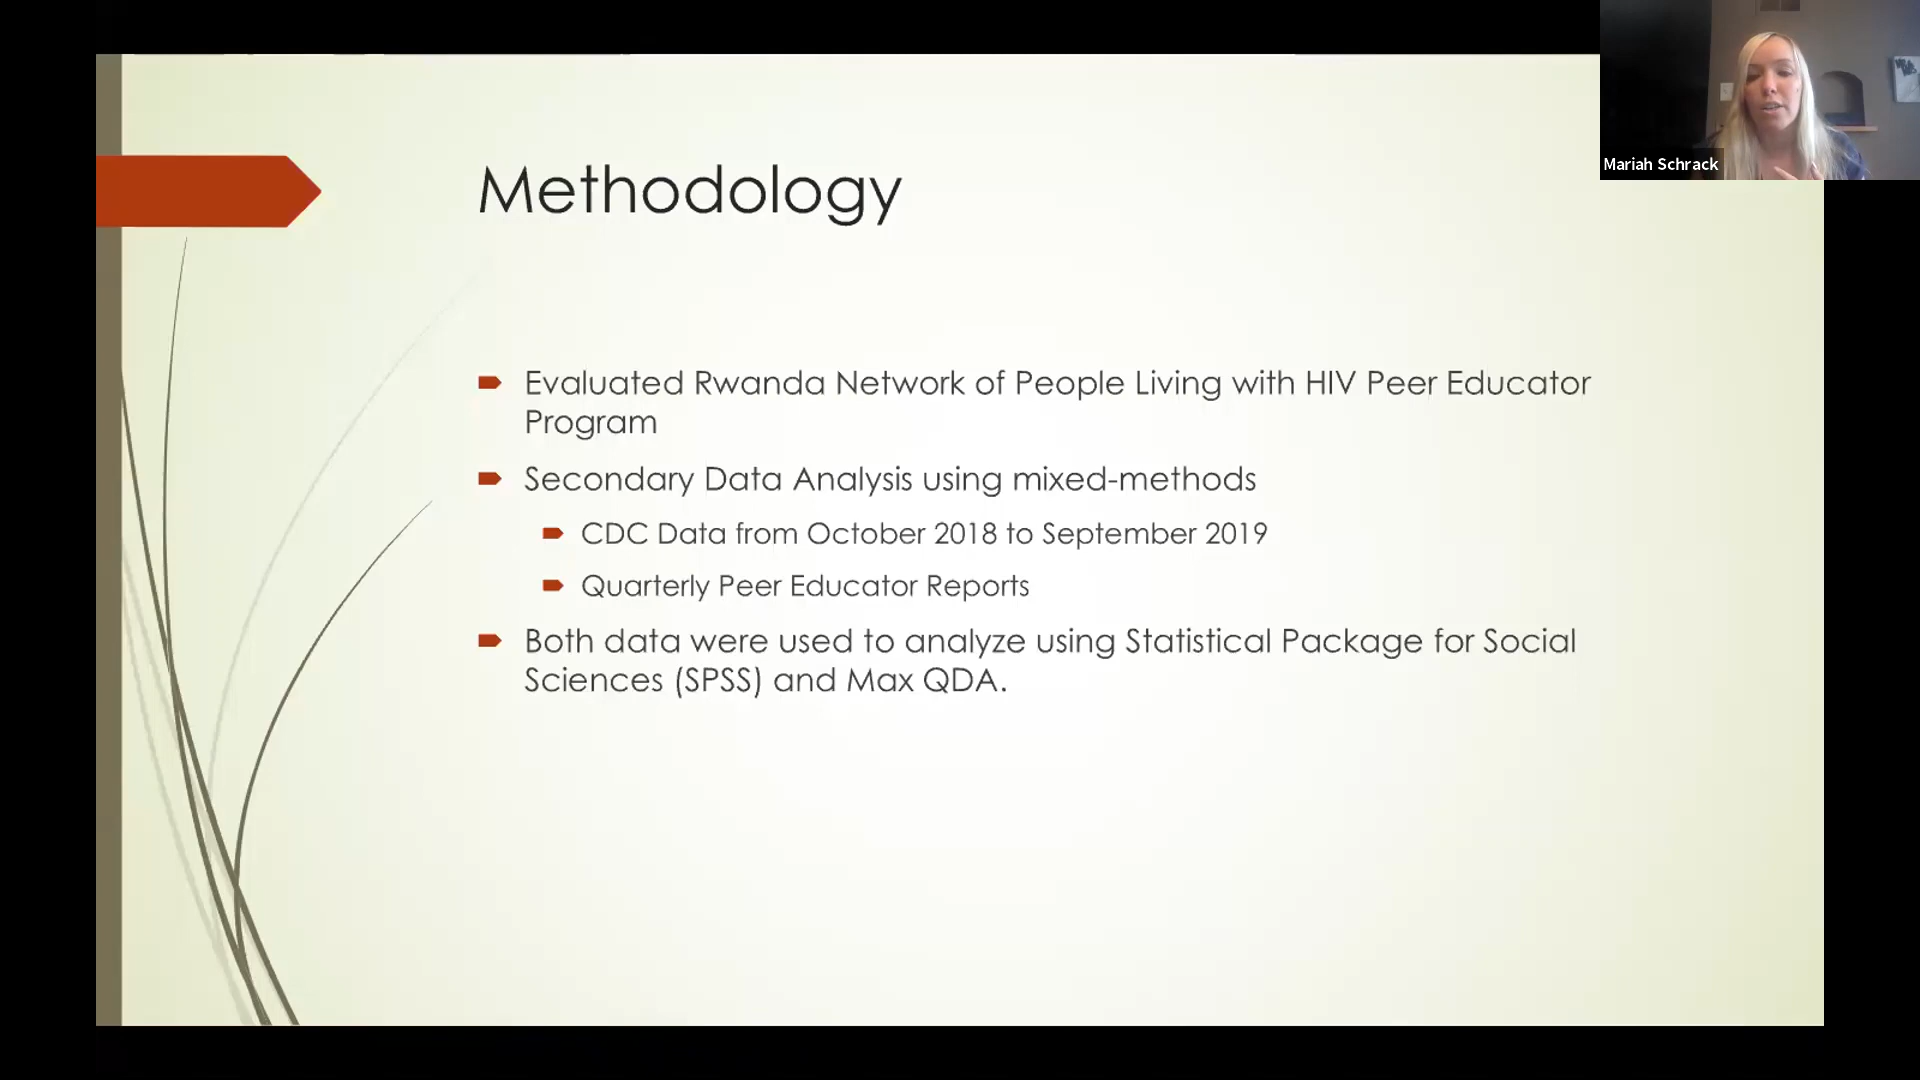 Mariah Schrack
Methodology
Evaluated Rwanda Network of People Living with HIV Peer Educator
Program
Secondary Data Analysis using mixed-methods
CDC Data from October 2018 to September 2019
Quarterly Peer Educator Reports
Both data were used to analyze using Statistical Package for Social
Sciences (SPSS) and Max QDA.